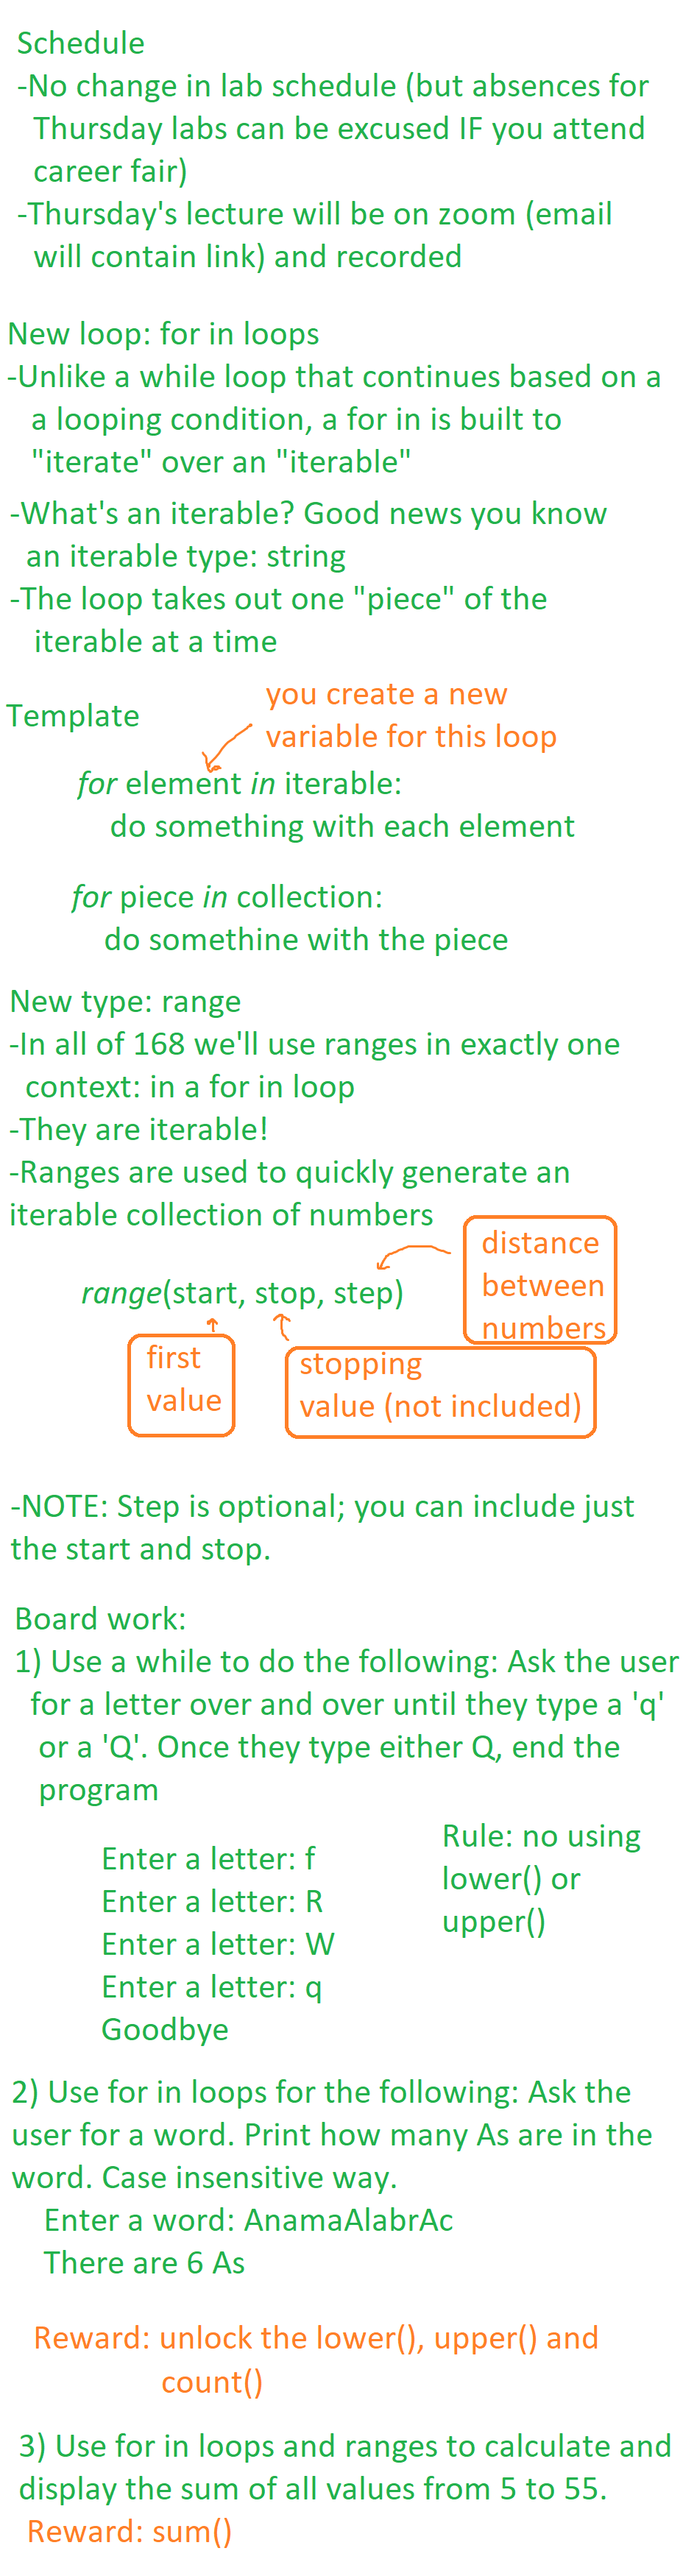 Schedule
-No change in lab schedule (but absences for
Thursday labs can be excused IF you attend
career fair)
-Thursday's lecture will be on zoom (email
will contain link) and recorded
New loop: for in loops
-Unlike a while loop that continues based on a
a looping condition, a for in is built to
"iterate" over an "iterable"
-What's an iterable? Good news you know
an iterable type: string
-The loop takes out one "piece" of the
iterable at a time
you create a new
variable for this loop
Template
for element in iterable:
do something with each element
for piece in collection:
do somethine with the piece
New type: range
-In all of 168 we'll use ranges in exactly one
context: in a for in loop
-They are iterable!
-Ranges are used to quickly generate an
iterable collection of numbers
distance
between
numbers
range(start, stop, step)
first
value
stopping
value (not included)
-NOTE: Step is optional; you can include just
the start and stop.
Board work:
1) Use a while to do the following: Ask the user
for a letter over and over until they type a 'q'
or a 'Q'. Once they type either Q, end the
program
Enter a letter: f
Enter a letter: R
Enter a letter: W
Enter a letter: q
Goodbye
Rule: no using
lower() or
upper()
2) Use for in loops for the following: Ask the
user for a word. Print how many As are in the
word. Case insensitive way.
Enter a word: AnamaAlabrAc
There are 6 As
Reward: unlock the lower(), upper() and
count()
3) Use for in loops and ranges to calculate and
display the sum of all values from 5 to 55.
Reward: sum()